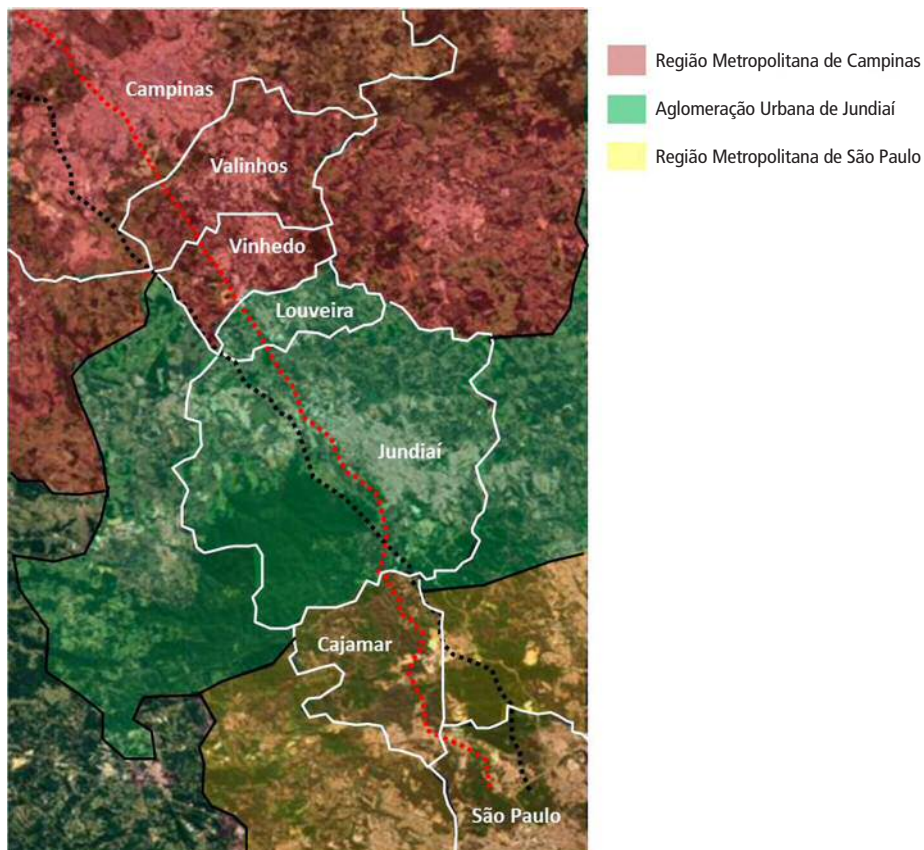 Região Metropolitana de Campinas
Aglomeração Urbana de Jundiaí
Região Metropolitana de São Paulo
Campinas
Valinhos
Vinhedo
Louveira
Jundiaí
Cajamar
São Paulo